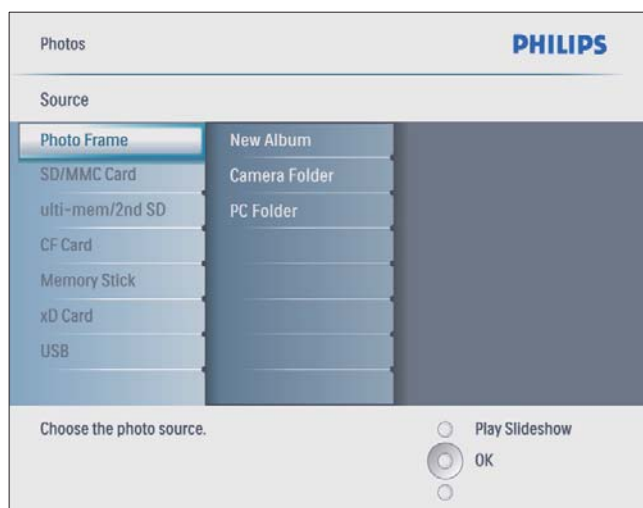 Photos
PHILIPS
Source
Photo Frame
New Album
SD/MMC Card
Camera Folder
ulti-mem/2nd SD
PC Folder
CF Card
Memory Stick
xD Card
USB
Choose the photo source.
Play Slideshow
OK